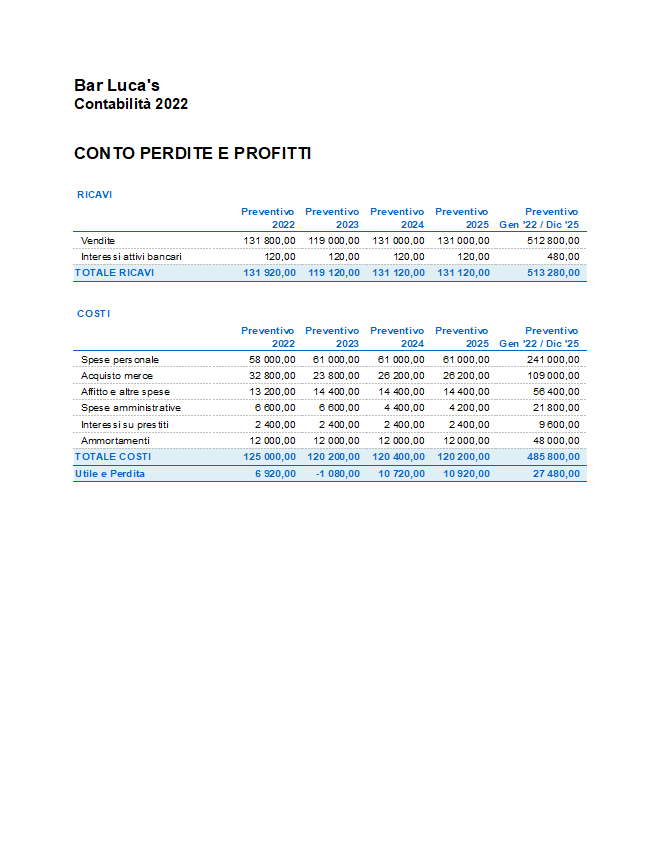 Bar Luca's
Contabilità 2022
CONTO PERDITE E PROFITTI
RICAVI
Preventivo Preventivo Preventivo Preventivo Preventivo
2022 2023 2024 2025 Gen '22 / Dic '25
Vendite 131 800,00 119 000,00 131 000,00 131 000,00 512 800,00
Interessi attivi bancari 120,00 120,00 120,00 120,00 480,00
TOTALE RICAVI 131 920,00 119 120,00 131 120,00 131 120,00 513 280,00
COSTI
Preventivo Preventivo Preventivo Preventivo Preventivo
2022 2023 2024 2025 Gen '22 / Dic '25
Spese personale 58 000,00 61 000,00 61 000,00 61 000,00 241 000,00
Acquisto merce 32 800,00 23 800,00 26 200,00 26 200,00 109 000,00
Affitto e altre spese 13 200,00 14 400,00 14 400,00 14 400,00 56 400,00
Spese amministrative 6 600,00 6 600,00 4 400,00 4 200,00 21 800,00
Interessi su prestiti 2 400,00 2 400,00 2 400,00 2 400,00 9 600,00
Ammortamenti 12 000,00 12 000,00 12 000,00 12 000,00 48 000,00
TOTALE COSTI 125 000,00 120 200,00 120 400,00 120 200,00 485 800,00
Utile e Perdita 6 920,00 -1 080,00 10 720,00 10 920,00 27 480,00